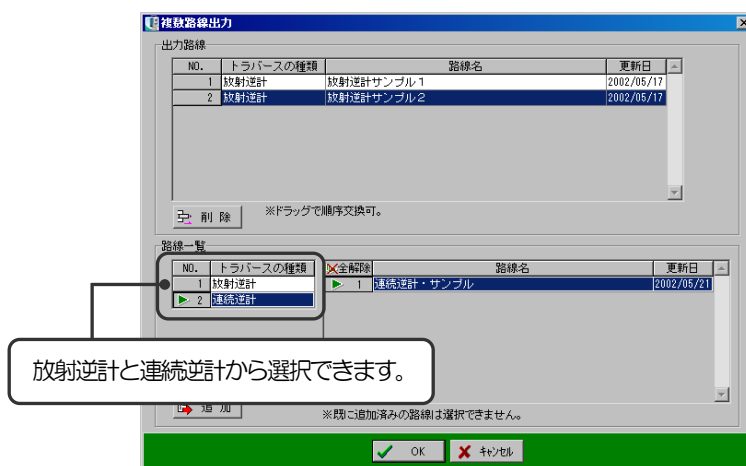 複数路線出力
出力路線
NO. トラバースの種類 路線名 更新日
1 放射逆計 放射逆計サンプル1 2002/05/17
2 放射逆計 放射逆計サンプル2 2002/05/17
削除 ※ドラッグで順序交換可。
路線一覧
NO. トラバースの種類 全解除 路線名 更新日
1 放射逆計 1 連続逆計・サンプル 2002/05/21
2 連続逆計
放射逆計と連続逆計から選択できます。
追加 ※既に追加済みの路線は選択できません。
OK キャンセル